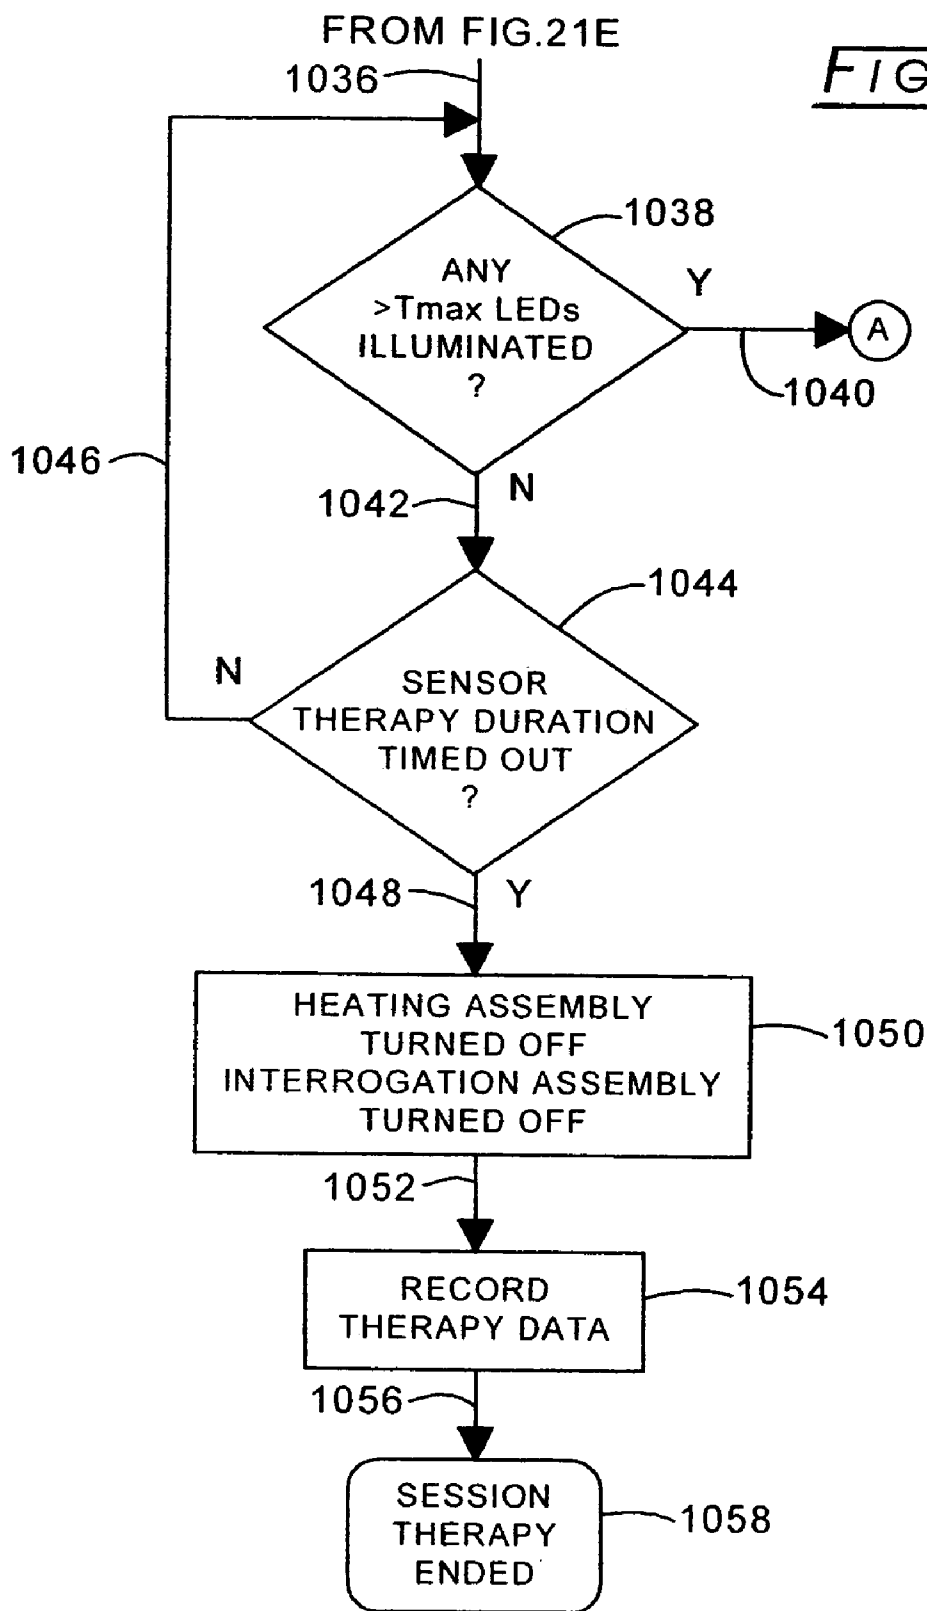 FROM FIG.21E
1036
FIG
1038
ANY
>Tmax LEDs
ILLUMINATED
?
Y
A
1040
1046
N
1042
1044
N
SENSOR
THERAPY DURATION
TIMED OUT
?
1048
Y
HEATING ASSEMBLY
TURNED OFF
INTERROGATION ASSEMBLY
TURNED OFF
1050
1052
RECORD
THERAPY DATA
1054
1056
SESSION
THERAPY
ENDED
1058